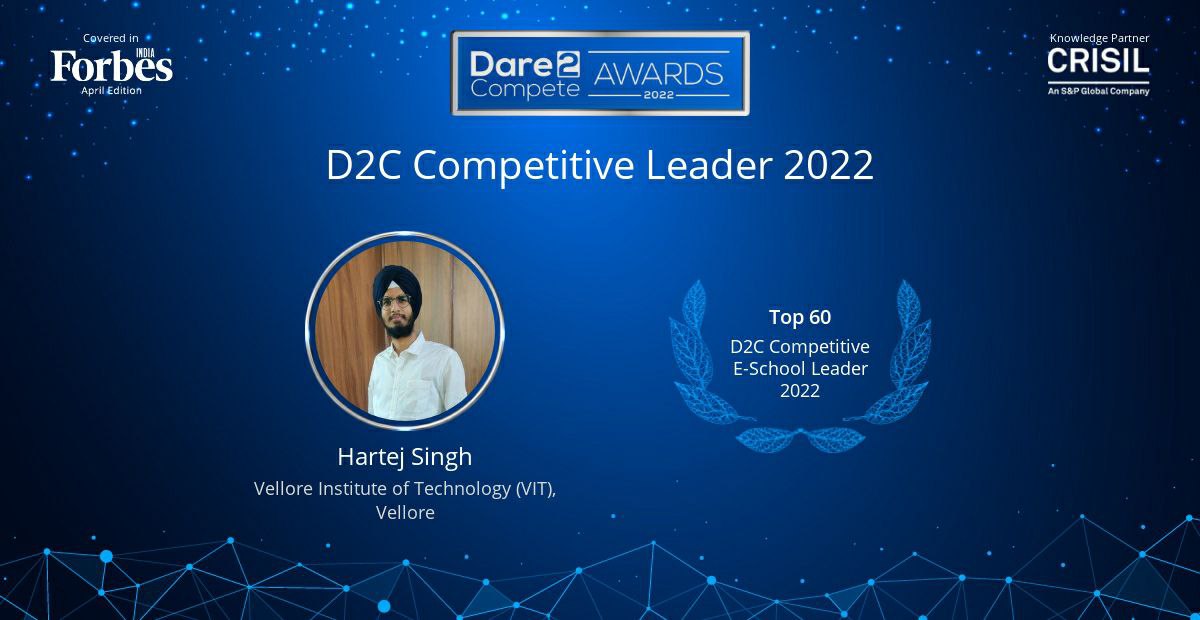 Covered in
Forbes
INDIA
April Edition
Dare2
Compete
AWARDS
2022
Knowledge Partner
CRISIL
An S&P Global Company
D2C Competitive Leader 2022
Hartej Singh
Vellore Institute of Technology (VIT),
Vellore
Top 60
D2C Competitive
E-School Leader
2022